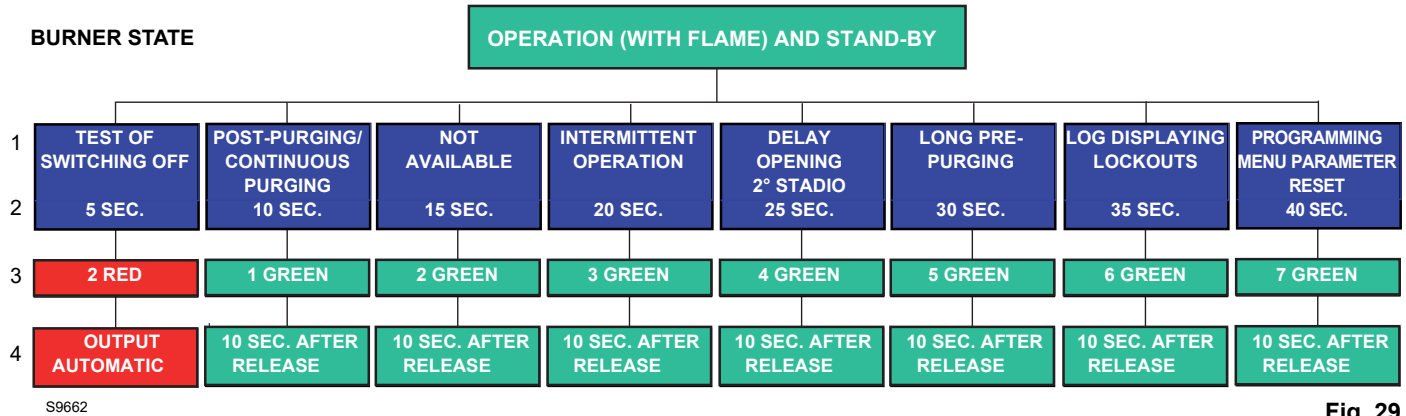 BURNER STATE
OPERATION (WITH FLAME) AND STAND-BY
1
TEST OF
SWITCHING OFF
POST-PURGING/
CONTINUOUS
PURGING
NOT
AVAILABLE
INTERMITTENT
OPERATION
DELAY
OPENING
2° STADIO
LONG PRE-
PURGING
LOG DISPLAYING
LOCKOUTS
PROGRAMMING
MENU PARAMETER
RESET
2
5 SEC.
10 SEC.
15 SEC.
20 SEC.
25 SEC.
30 SEC.
35 SEC.
40 SEC.
3
2 RED
1 GREEN
2 GREEN
3 GREEN
4 GREEN
5 GREEN
6 GREEN
7 GREEN
4
OUTPUT
AUTOMATIC
10 SEC. AFTER
RELEASE
10 SEC. AFTER
RELEASE
10 SEC. AFTER
RELEASE
10 SEC. AFTER
RELEASE
10 SEC. AFTER
RELEASE
10 SEC. AFTER
RELEASE
10 SEC. AFTER
RELEASE
S9662
Fig. 29